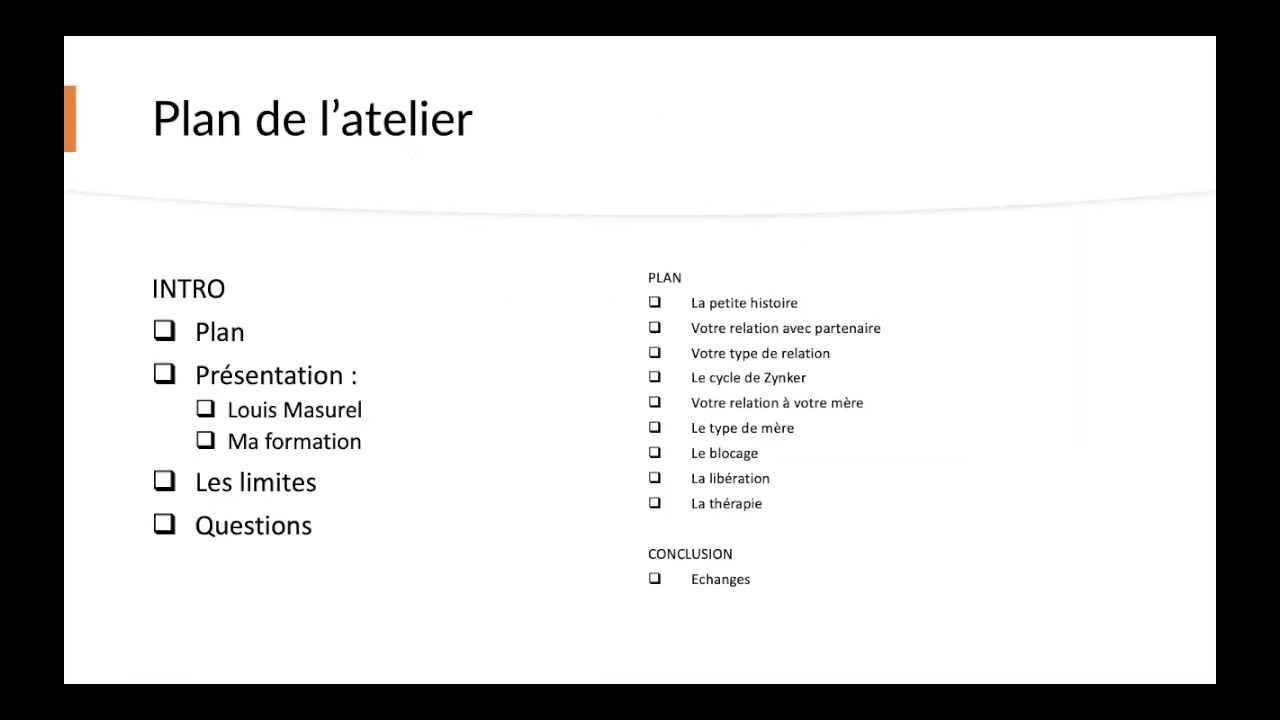 Plan de l’atelier
INTRO
❑ Plan
❑ Présentation :
❑ Louis Masurel
❑ Ma formation
❑ Les limites
❑ Questions
PLAN
❑ La petite histoire
❑ Votre relation avec partenaire
❑ Votre type de relation
❑ Le cycle de Zynker
❑ Votre relation à votre mère
❑ Le type de mère
❑ Le blocage
❑ La libération
❑ La thérapie
CONCLUSION
❑ Echanges